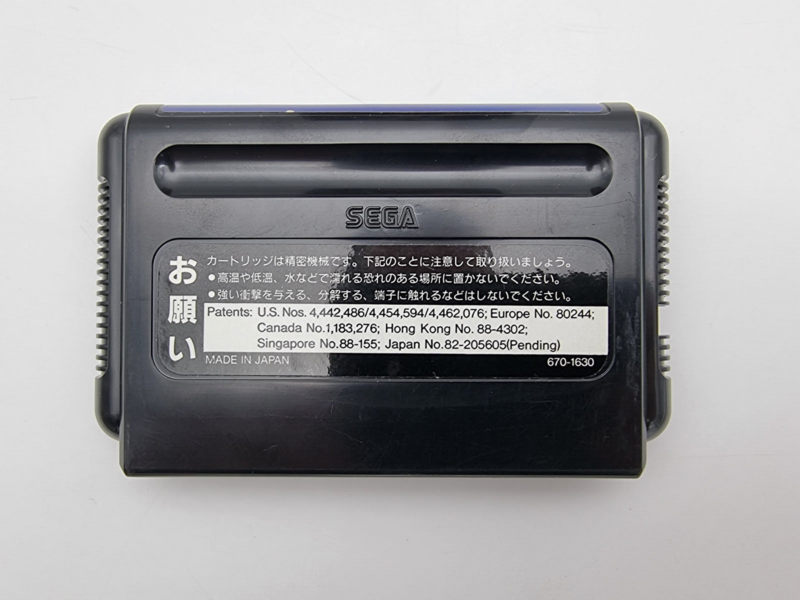 SEGA
お願い
カートリッジは精密機械です。下記のことに注意して取り扱いましょう。
●高温や低温、水などで濡れる恐れのある場所に置かないでください。
●強い衝撃を与える、分解する、端子に触れるなどはしないでください。
Patents: U.S. Nos. 4,442,486/4,454,594/4,462,076; Europe No. 80244;
Canada No.1,183,276; Hong Kong No. 88-4302;
Singapore No.88-155; Japan No.82-205605(Pending)
MADE IN JAPAN
670-1630